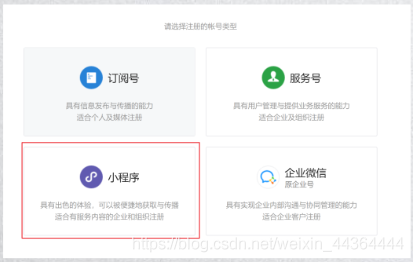 请选择注册的帐号类型
订阅号
具有信息发布与传播的能力
适合个人及媒体注册
服务号
具有用户管理与提供业务服务的能力
适合企业及组织注册
小程序
具有出色的体验，可以被便捷地获取与传播
适合有服务内容的企业和组织注册
企业微信
原企业号
具有实现企业内部沟通与协同管理的能力
适合企业客户注册
https://blog.csdn.net/weixin_44364444